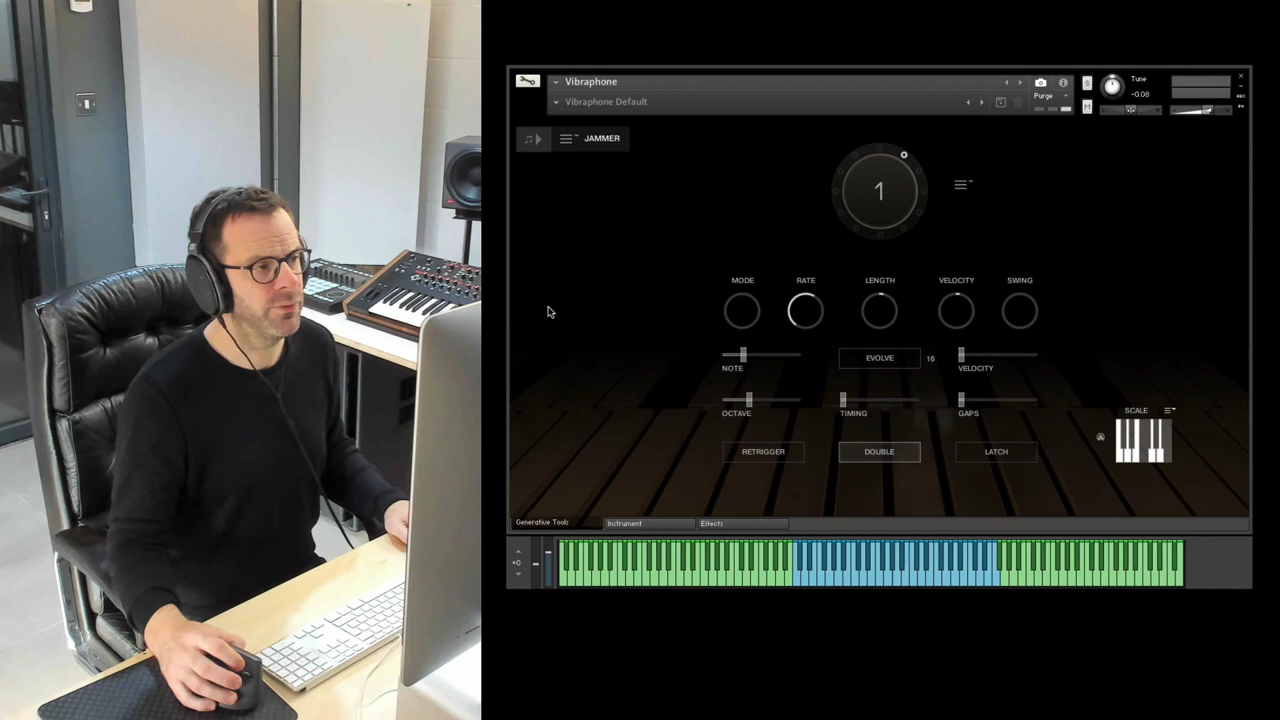 Vibraphone
Vibraphone Default
Purge
S
M
Tune
-0.08
JAMMER
1
MODE
RATE
LENGTH
VELOCITY
SWING
EVOLVE
16
NOTE
VELOCITY
OCTAVE
TIMING
GAPS
SCALE
RETRIGGER
DOUBLE
LATCH
Generative Tools
Instrument
Effects
+0